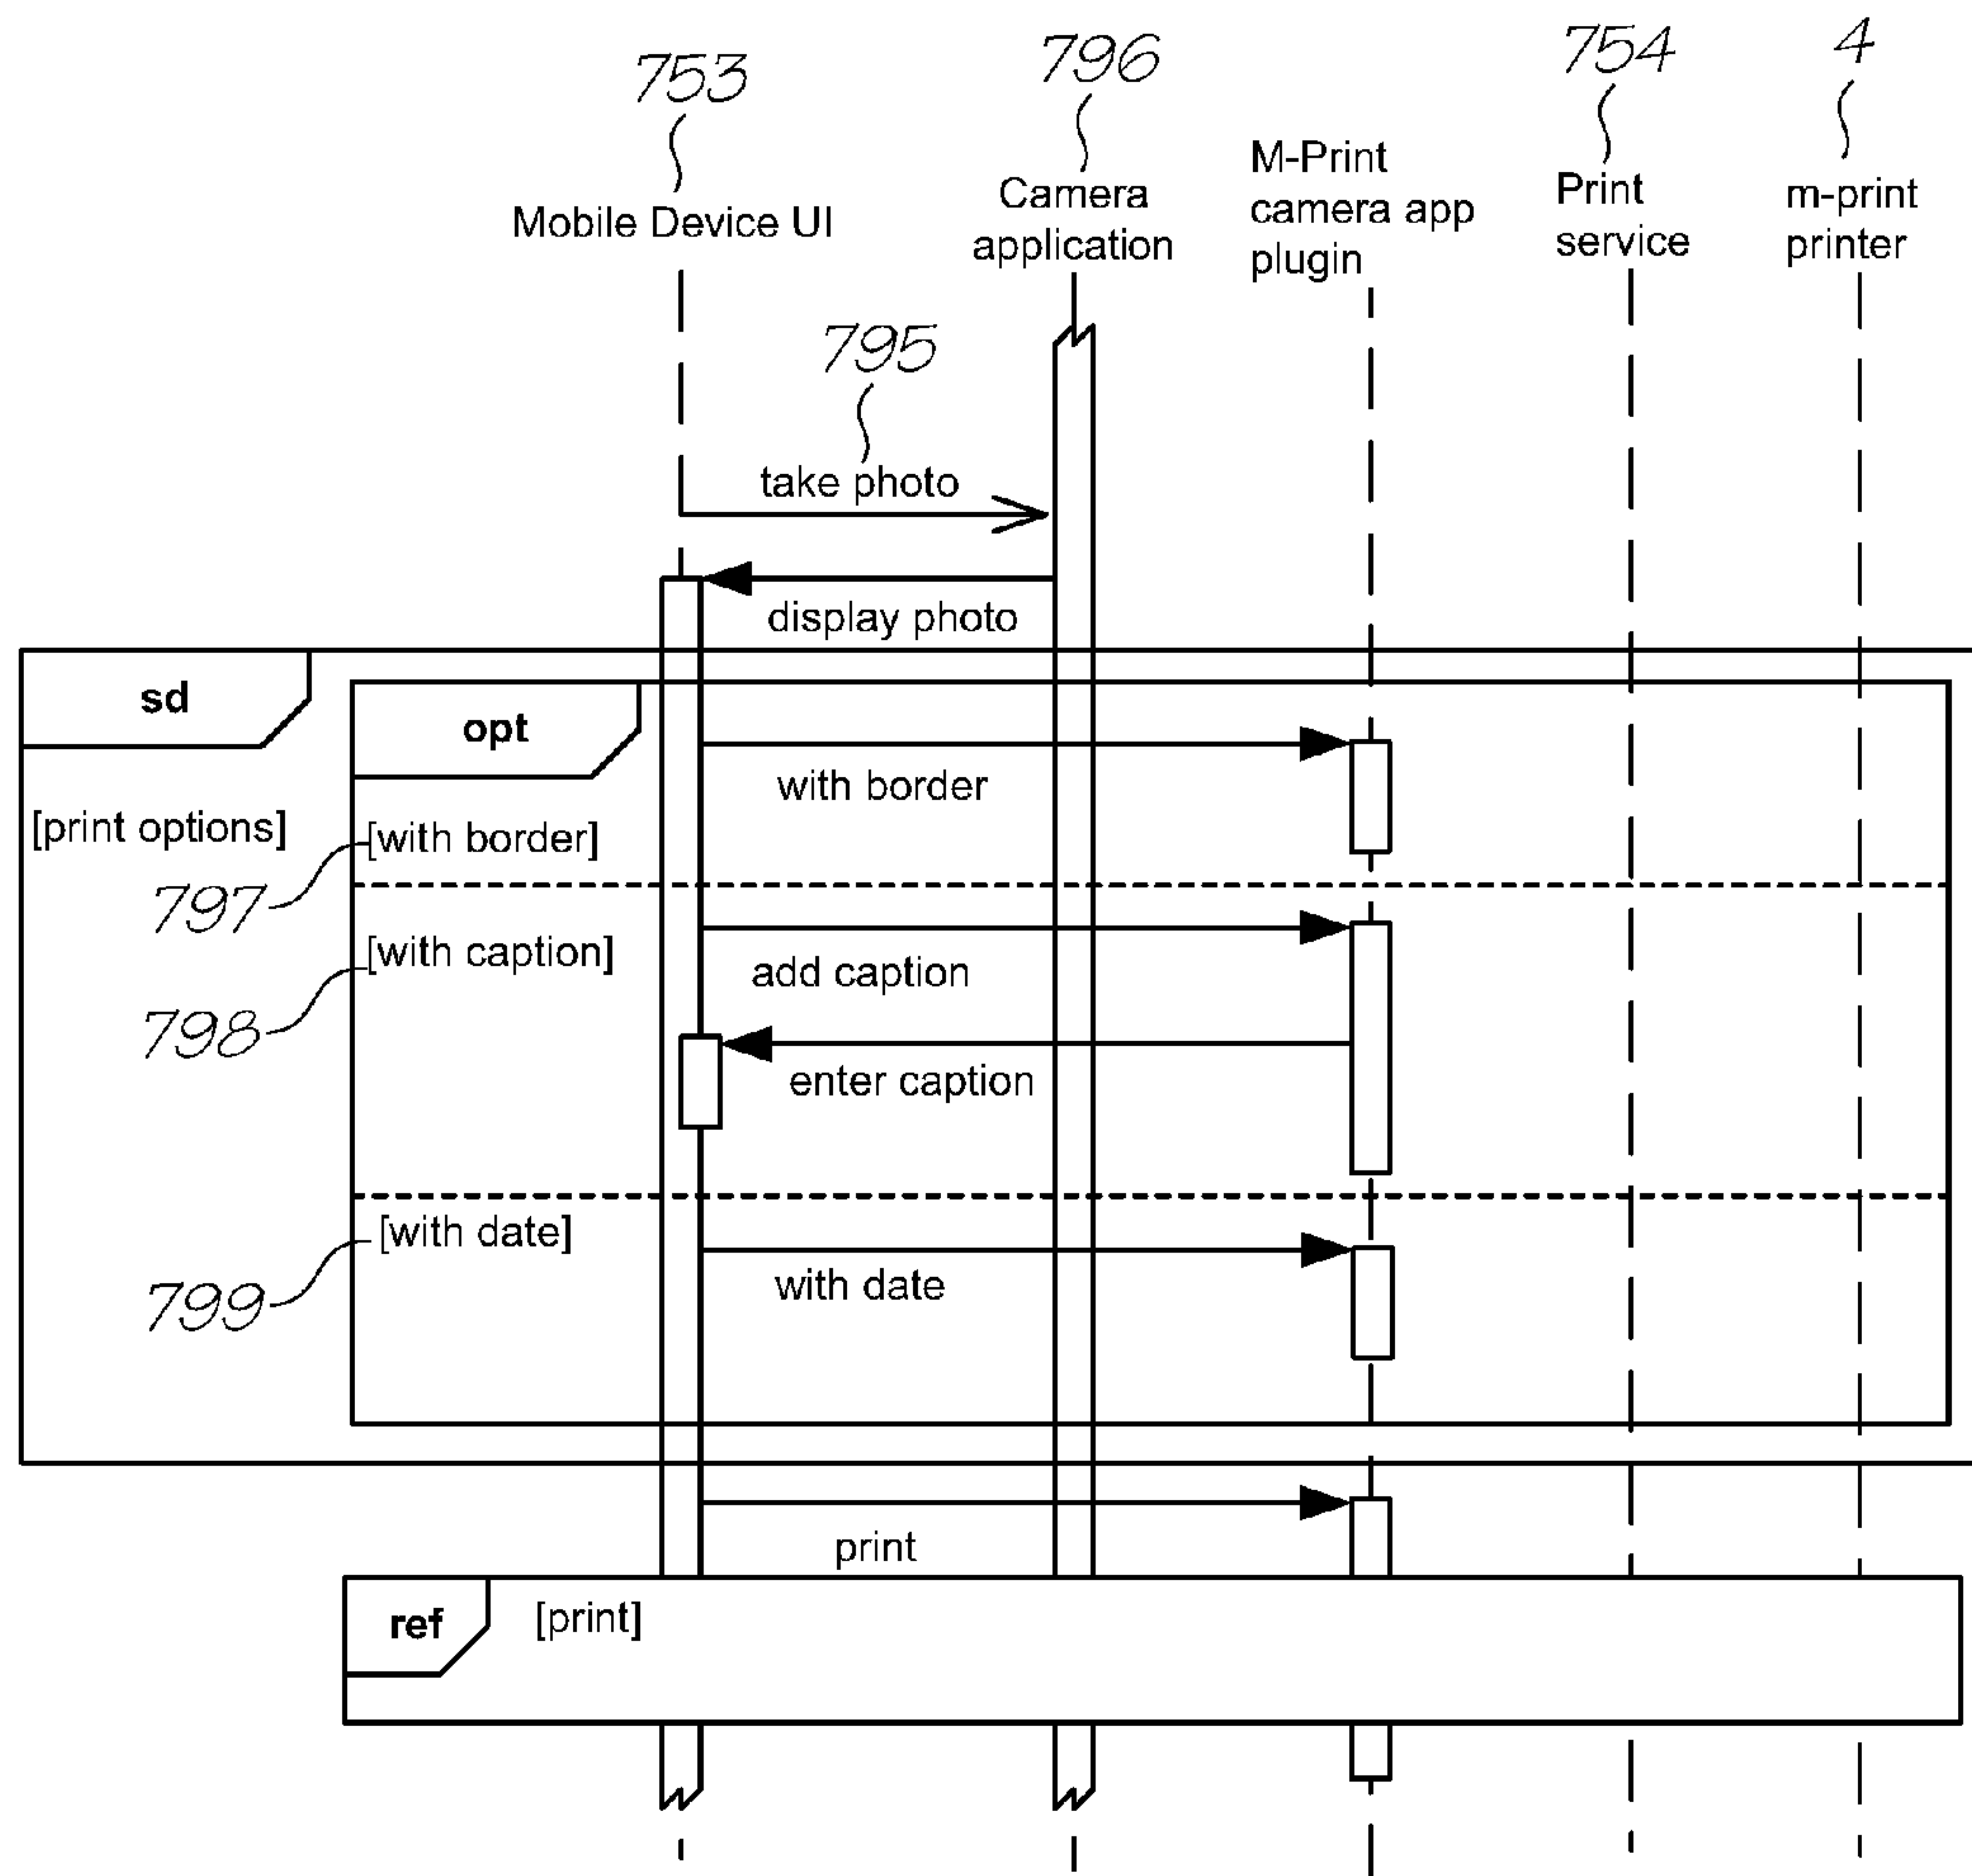 753
796
754
4
Mobile Device UI
Camera
application
M-Print
camera app
plugin
Print
service
m-print
printer
795
take photo
display photo
sd
opt
with border
[print options]
[with border]
797
[with caption]
add caption
798
enter caption
[with date]
with date
799
print
ref
[print]